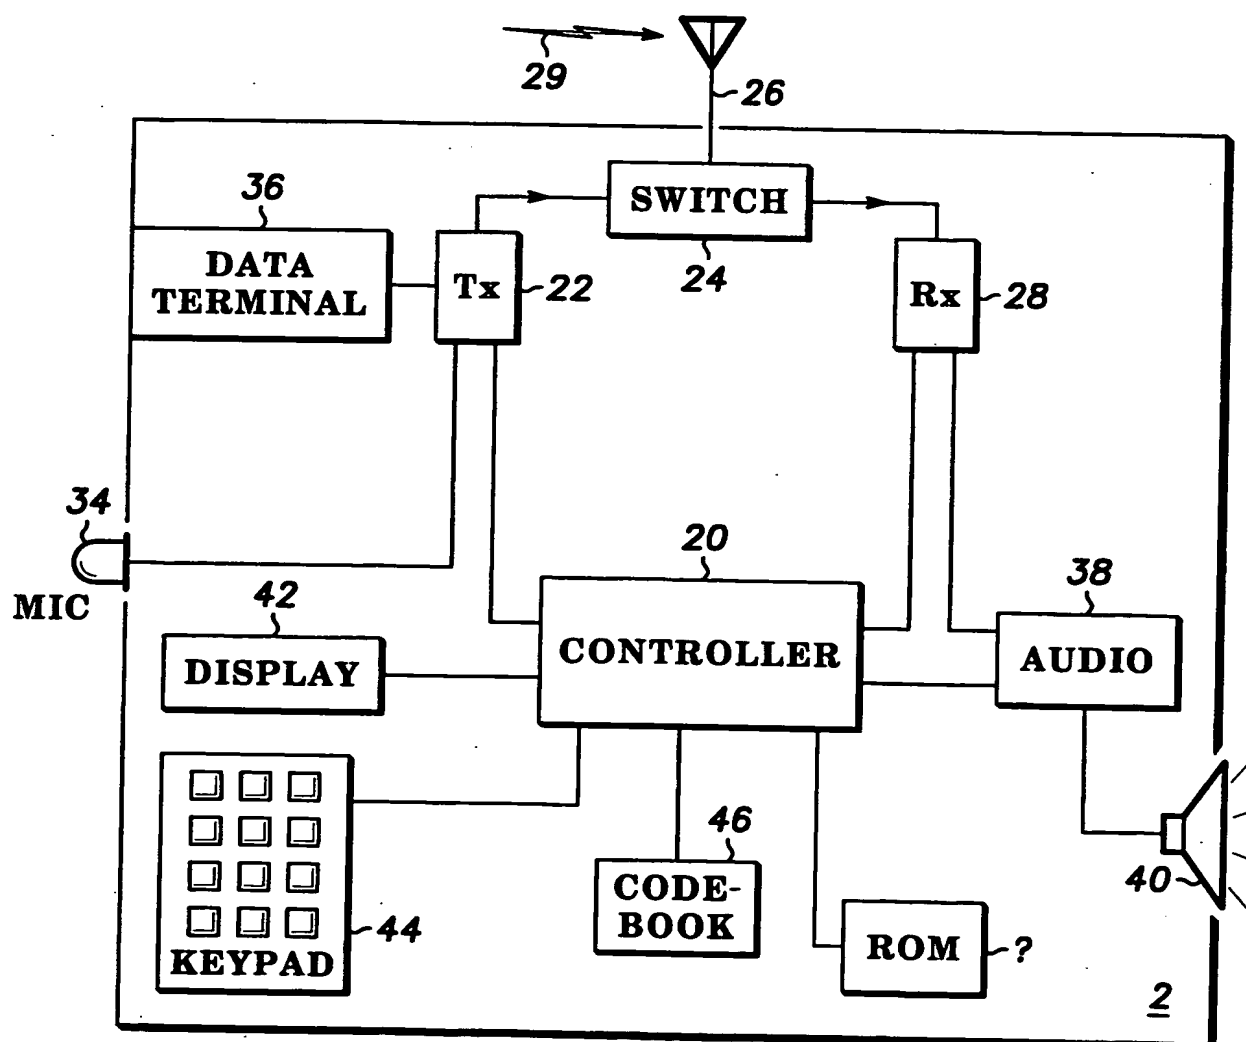 29
26
36
SWITCH
24
DATA
TERMINAL
Tx
22
Rx
28
34
MIC
20
CONTROLLER
38
AUDIO
42
DISPLAY
46
CODE-
BOOK
40
44
KEYPAD
ROM
?
2